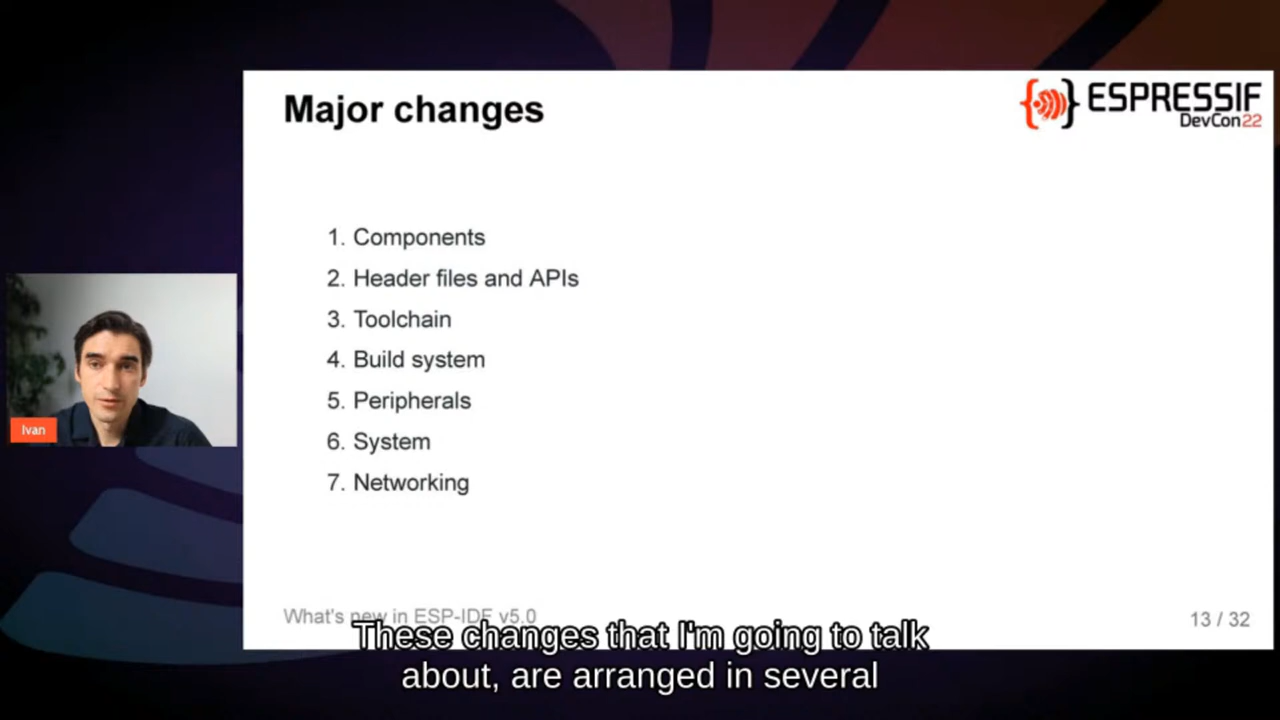 Major changes
ESPRESSIF
DevCon22
1. Components
2. Header files and APIs
3. Toolchain
4. Build system
5. Peripherals
6. System
7. Networking
Ivan
What's new in ESP-IDF v5.0
13 / 32
These changes that I'm going to talk
about, are arranged in several